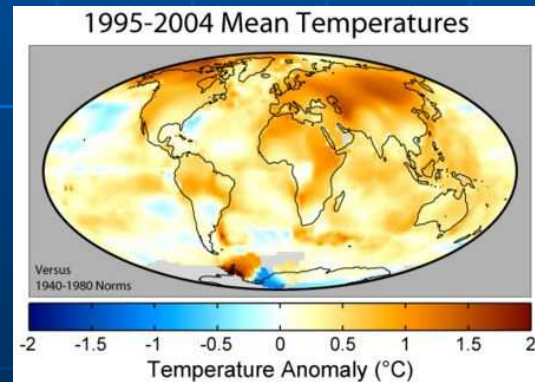 1995-2004 Mean Temperatures
Versus
1940-1980 Norms
-2 -1.5 -1 -0.5 0 0.5 1 1.5 2
Temperature Anomaly (°C)